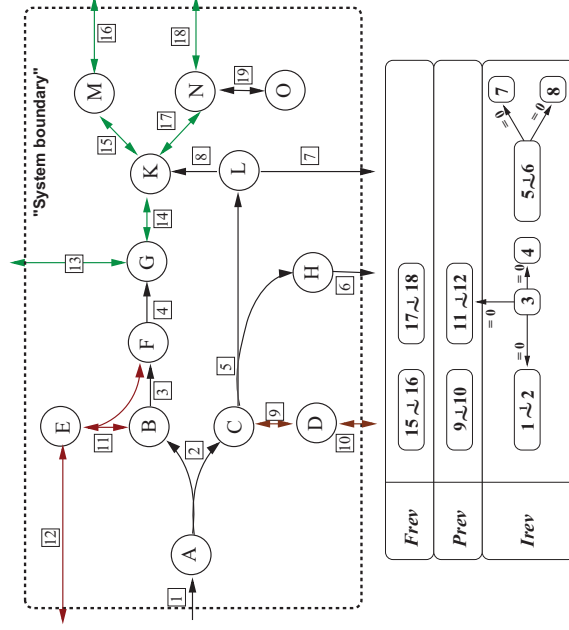 "System boundary"
16
18
M
N
O
19
15
17
K
8
L
7
14
13
G
H
6
4
F
5
E
3
11
B
C
9
D
10
2
12
A
1
Frev
15 ~ 16
17 ~ 18
Prev
9 ~ 10
11 ~ 12
Irev
1 ~ 2
= 0
3
= 0
= 0
4
5 ~ 6
= 0
7
= 0
8